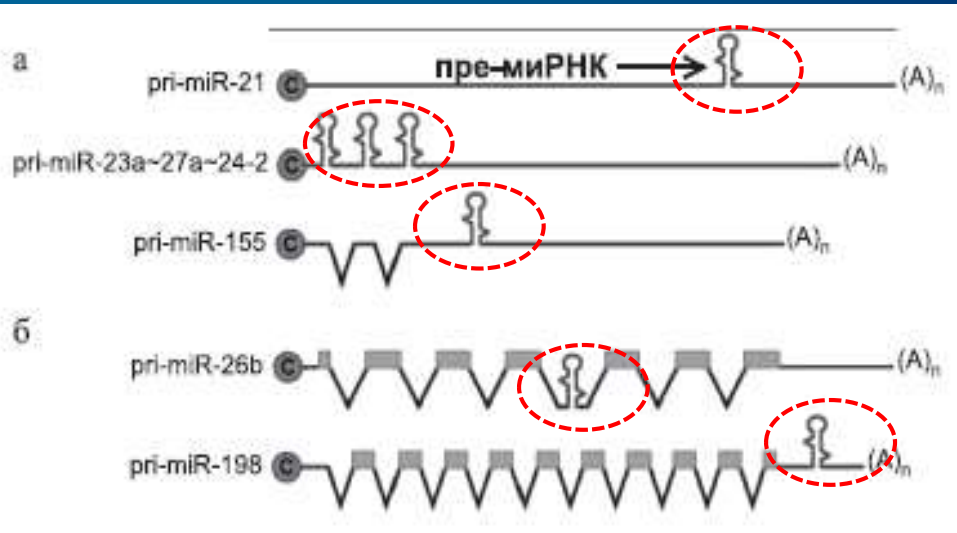 а
пре-миРНК
pri-miR-21 C (A)n
pri-miR-23a~27a~24-2 C (A)n
pri-miR-155 C (A)n
б
pri-miR-26b C (A)n
pri-miR-198 C (A)n